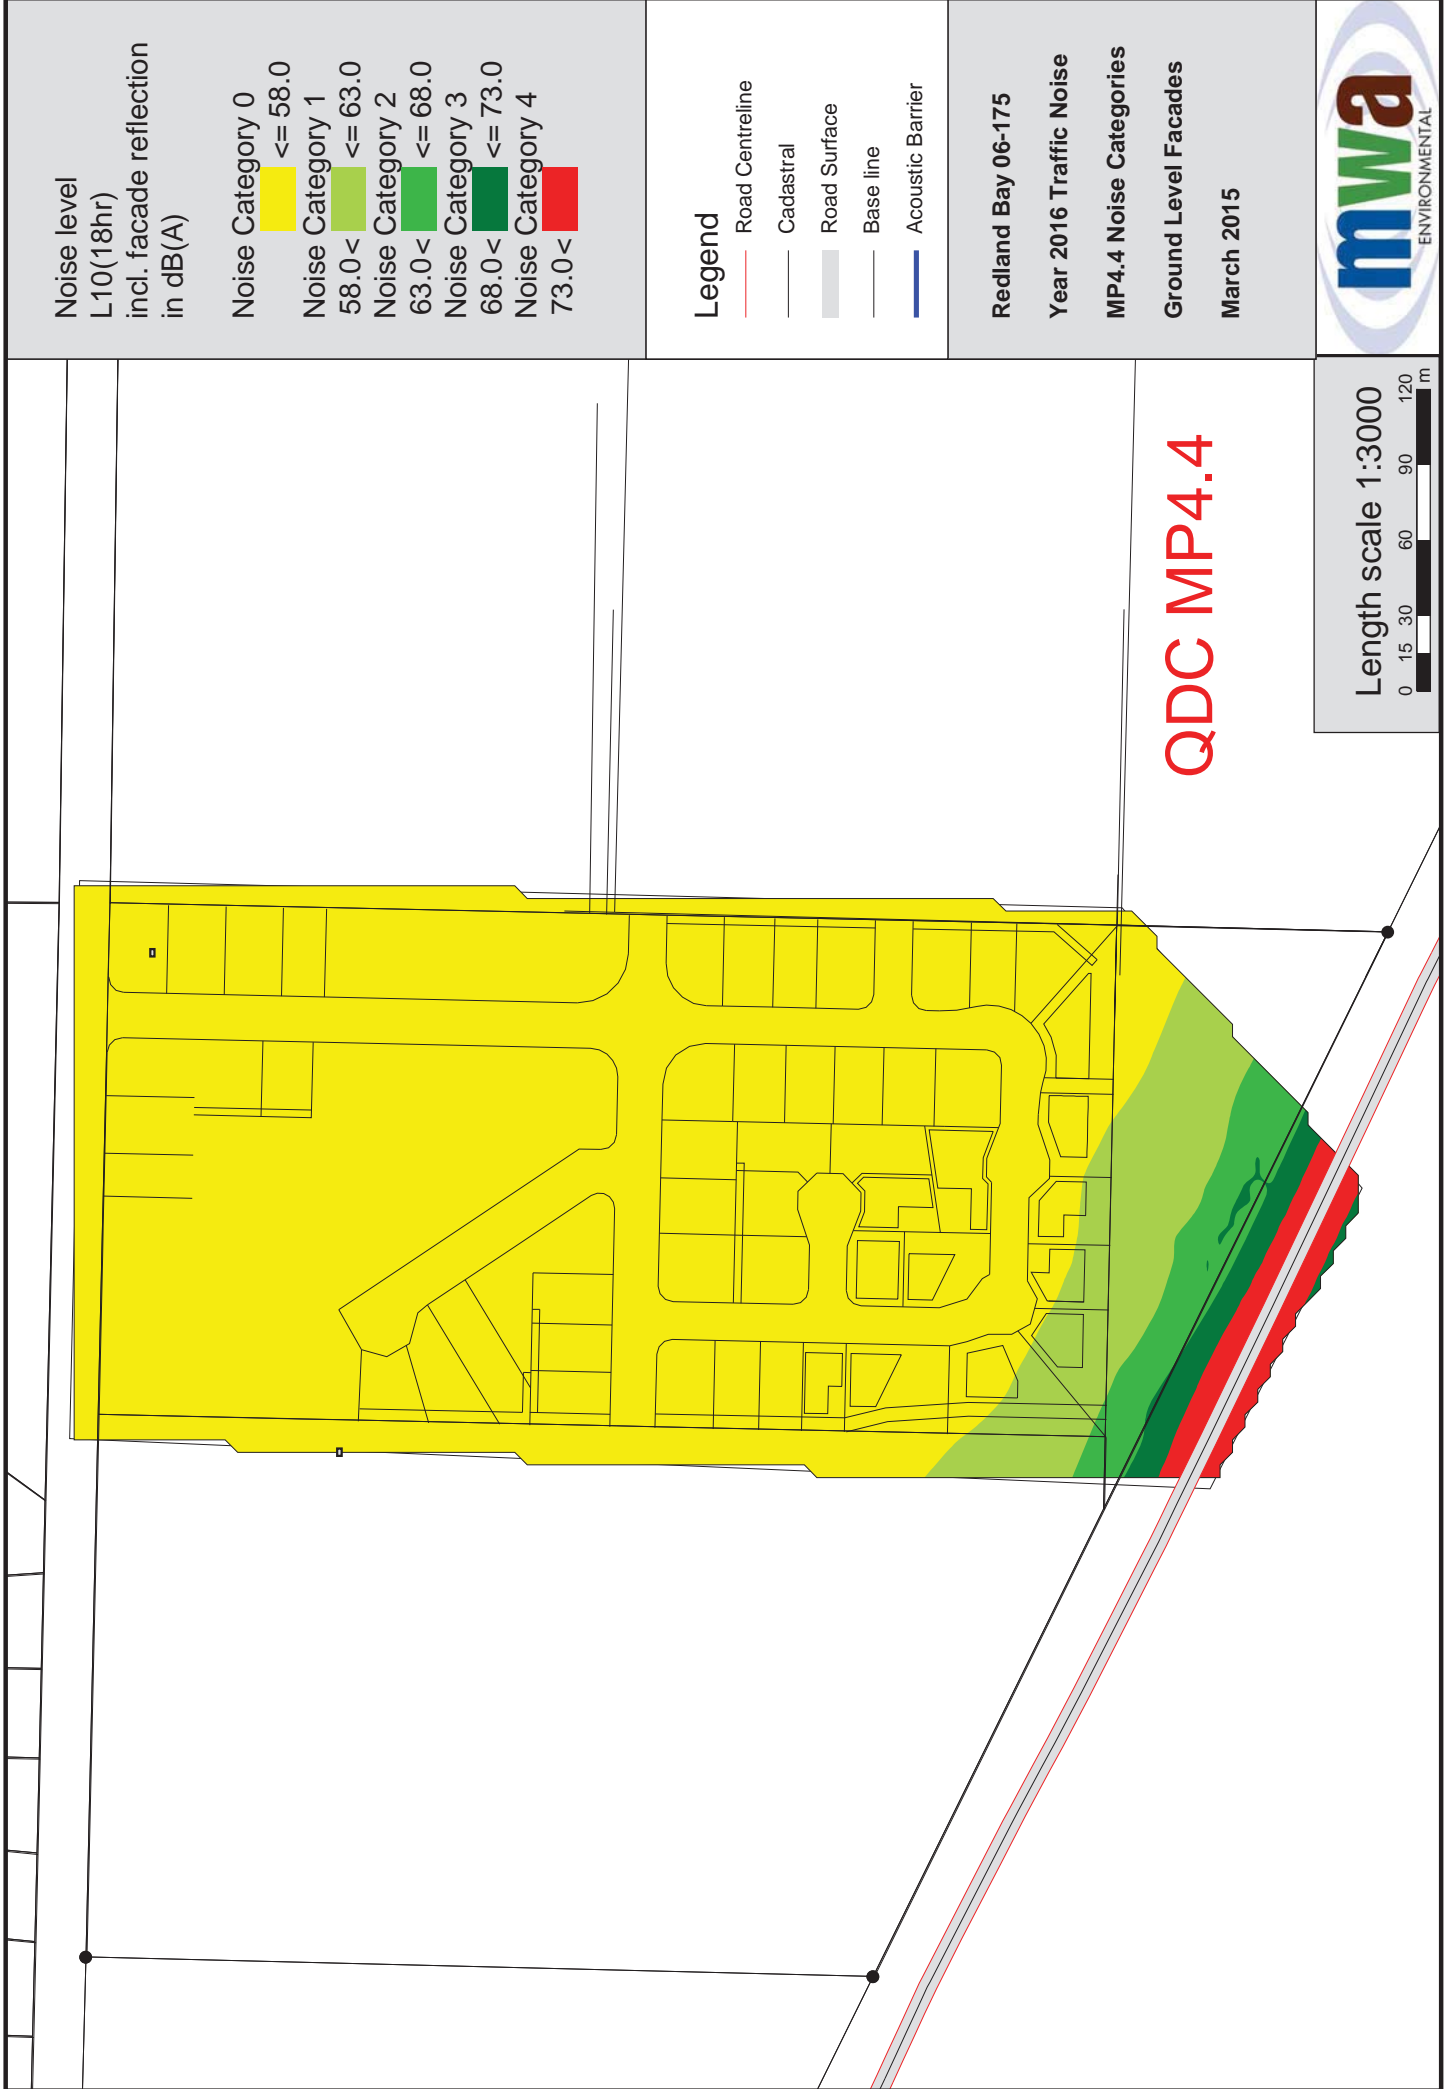 Noise level
L10(18hr)
incl. facade reflection
in dB(A)
Noise Category 0
<= 58.0
Noise Category 1
58.0 < <= 63.0
Noise Category 2
63.0 < <= 68.0
Noise Category 3
68.0 < <= 73.0
Noise Category 4
73.0 <
Legend
Road Centreline
Cadastral
Road Surface
Base line
Acoustic Barrier
Redland Bay 06-175
Year 2016 Traffic Noise
MP4.4 Noise Categories
Ground Level Facades
March 2015
mwa
ENVIRONMENTAL
QDC MP4.4
Length scale 1:3000
0 15 30 60 90 120
m